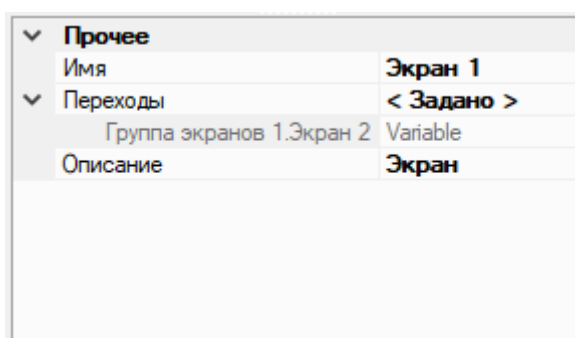 Прочее
Имя Экран 1
Переходы < Задано >
Группа экранов 1.Экран 2 Variable
Описание Экран